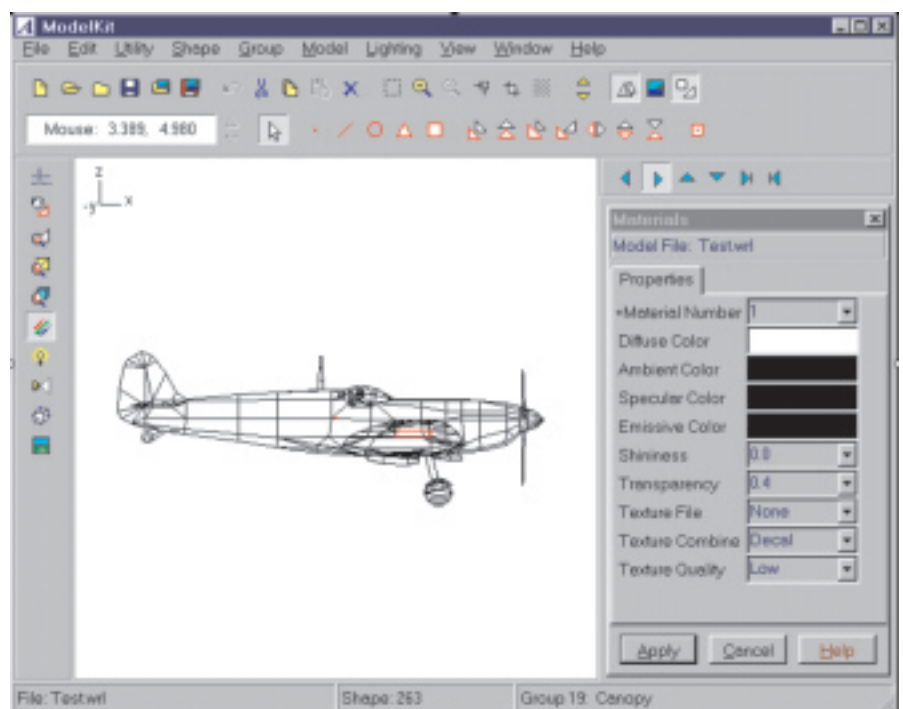 ModelKit
File Edit Utility Shape Group Model Lighting View Window Help
Mouse: 3.389, 4.980
z
-y x
Materials
Model File: Test.wrl
Properties
*Material Number 1
Diffuse Color
Ambient Color
Specular Color
Emissive Color
Shininess 0.0
Transparency 0.4
Texture File None
Texture Combine Decal
Texture Quality Low
Apply Cancel Help
File: Test.wrl Shape: 263 Group 19: Canopy